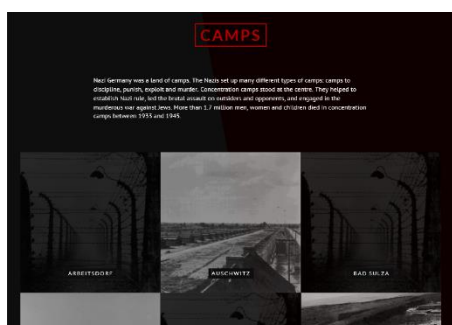 CAMPS
Nazi Germany was a land of camps. The Nazis set up many different types of camps: camps to
discipline, punish, exploit and murder. Concentration camps stood at the centre. They helped to
establish Nazi rule, led the brutal assault on outsiders and opponents, and engaged in the
murderous war against Jews. More than 1.7 million men, women and children died in concentration
camps between 1933 and 1945.
ARBEITSDORF
AUSCHWITZ
BAD SULZA